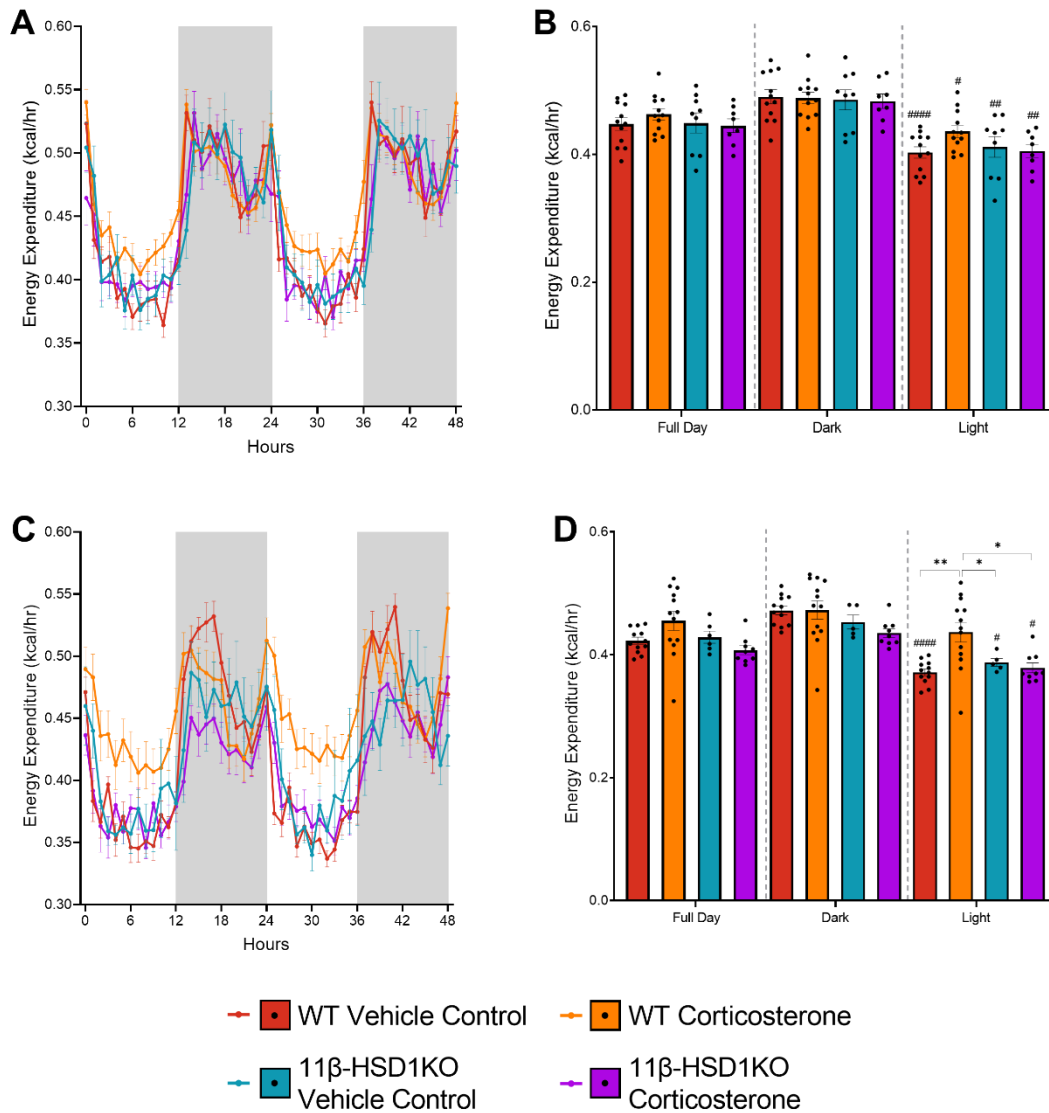 A
Energy Expenditure (kcal/hr)
0.60
0.55
0.50
0.45
0.40
0.35
0.30
0 6 12 18 24 30 36 42 48
Hours
B
Energy Expenditure (kcal/hr)
0.6
0.4
0.2
0.0
#### # ## ##
Full Day Dark Light
C
Energy Expenditure (kcal/hr)
0.60
0.55
0.50
0.45
0.40
0.35
0.30
0 6 12 18 24 30 36 42 48
Hours
D
Energy Expenditure (kcal/hr)
0.6
0.4
0.2
0.0
*
** *
#### # #
Full Day Dark Light
WT Vehicle Control
WT Corticosterone
11β-HSD1KO
Vehicle Control
11β-HSD1KO
Corticosterone